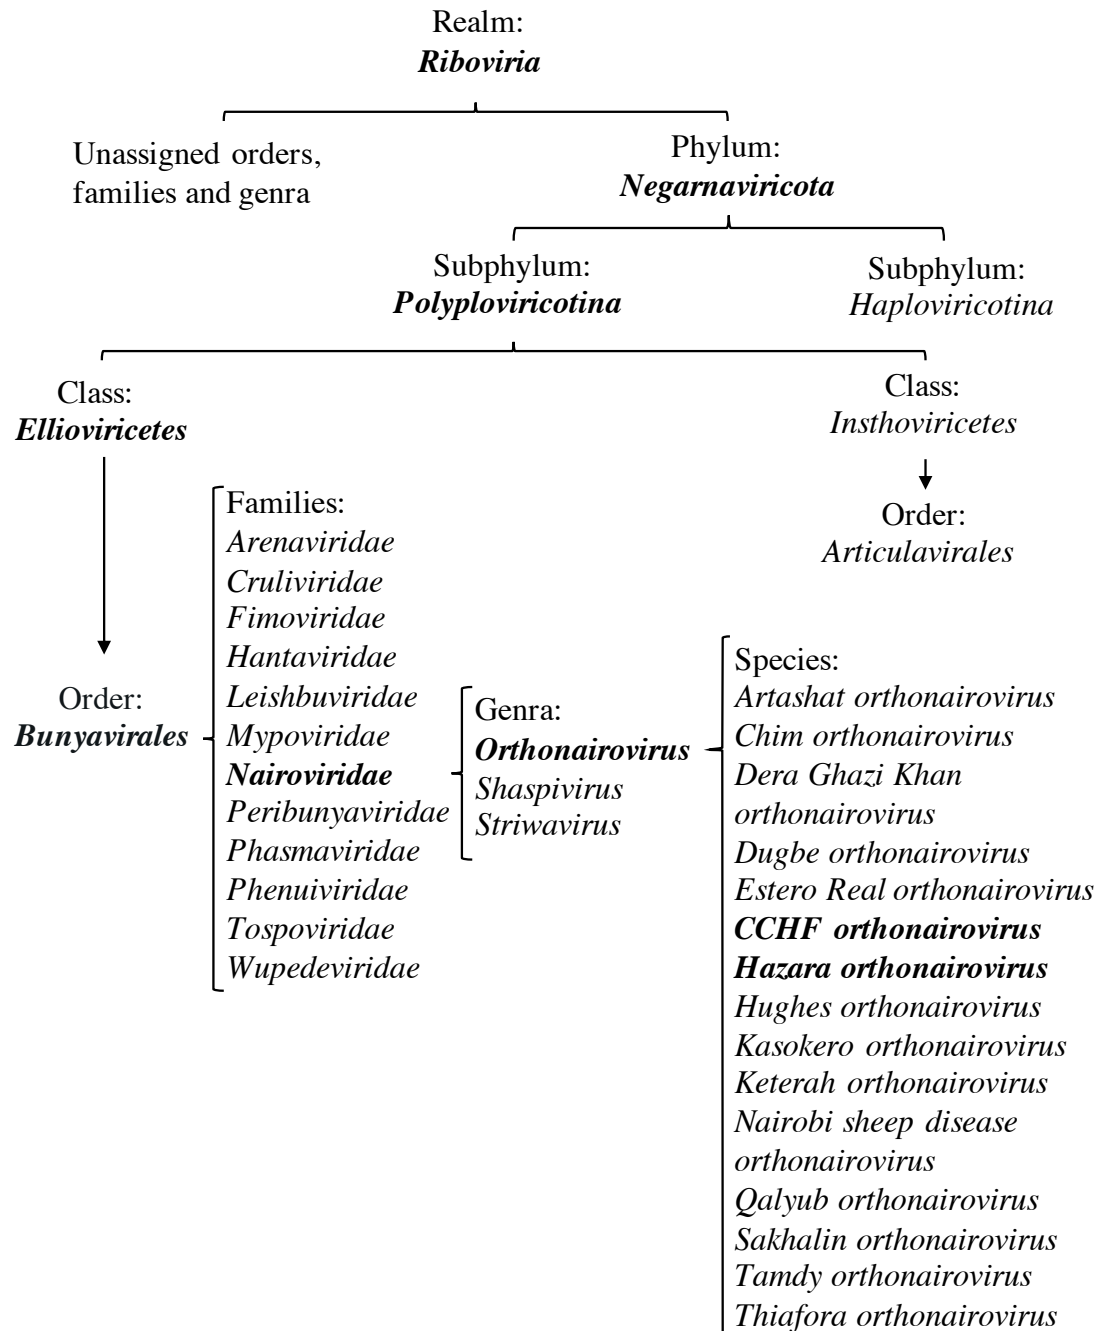 Realm:
Riboviria
Unassigned orders,
families and genra
Phylum:
Negarnaviricota
Subphylum:
Polyploviricotina
Subphylum:
Haploviricotina
Class:
Ellioviricetes
Class:
Insthoviricetes
Order:
Articulavirales
Order:
Bunyavirales
Families:
Arenaviridae
Cruliviridae
Fimoviridae
Hantaviridae
Leishbuviridae
Mypoviridae
Nairoviridae
Peribunyaviridae
Phasmaviridae
Phenuiviridae
Tospoviridae
Wupedeviridae
Genra:
Orthonairovirus
Shaspivirus
Striwavirus
Species:
Artashat orthonairovirus
Chim orthonairovirus
Dera Ghazi Khan
orthonairovirus
Dugbe orthonairovirus
Estero Real orthonairovirus
CCHF orthonairovirus
Hazara orthonairovirus
Hughes orthonairovirus
Kasokero orthonairovirus
Keterah orthonairovirus
Nairobi sheep disease
orthonairovirus
Qalyub orthonairovirus
Sakhalin orthonairovirus
Tamdy orthonairovirus
Thiafora orthonairovirus